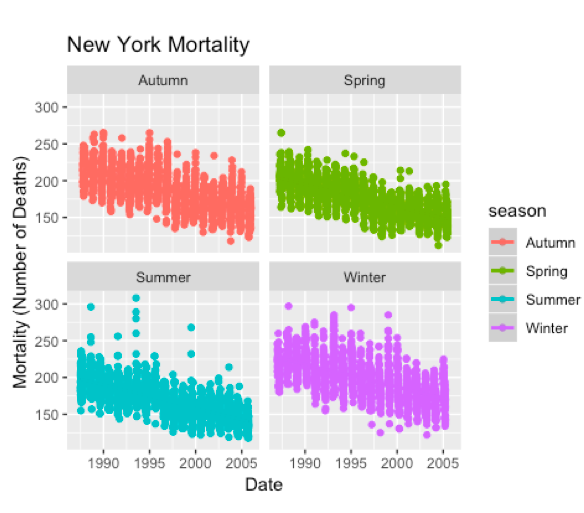 New York Mortality
Autumn
Spring
300
250
200
150
Summer
Winter
300
250
200
150
1990
1995
2000
2005
1990
1995
2000
2005
Date
Mortality (Number of Deaths)
season
Autumn
Spring
Summer
Winter